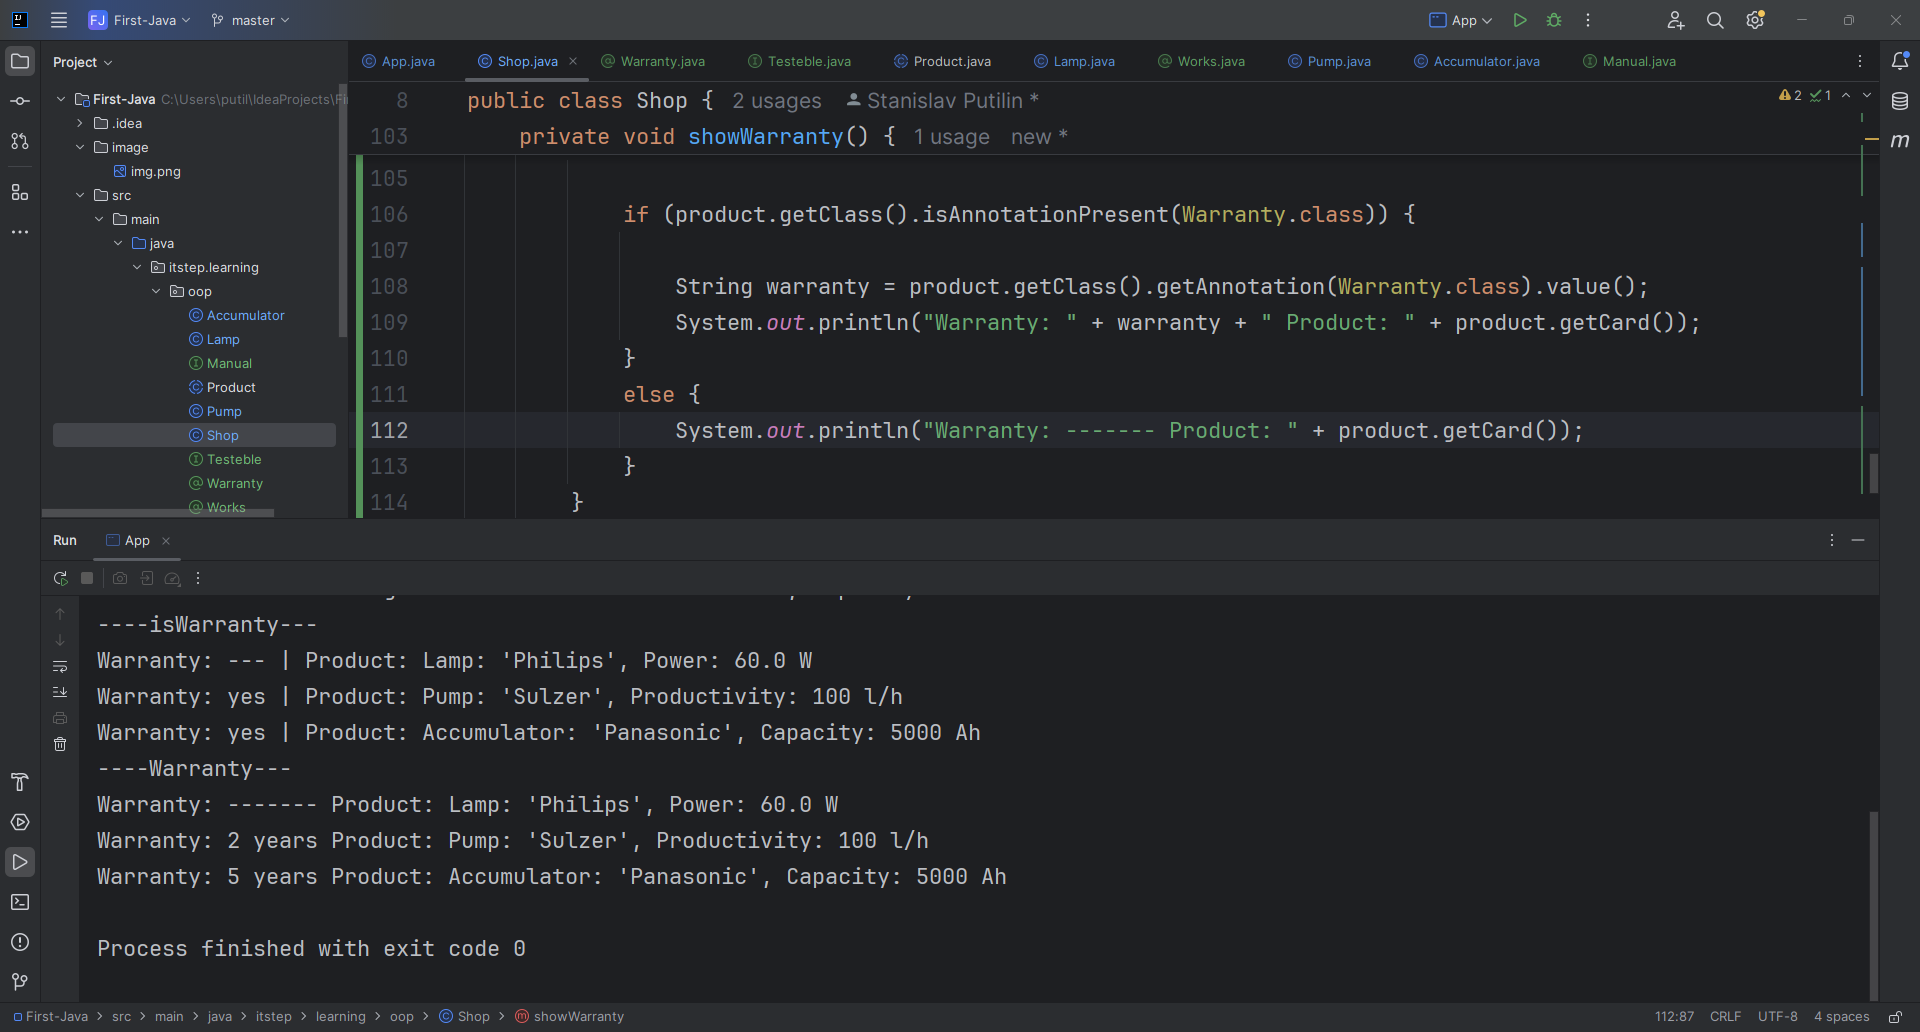 FJ First-Java master App
Project
App.java Shop.java Warranty.java Testeble.java Product.java Lamp.java Works.java Pump.java Accumulator.java Manual.java
First-Java C:\Users\putil\IdeaProjects\Fi
.idea
image
img.png
src
main
java
itstep.learning
oop
Accumulator
Lamp
Manual
Product
Pump
Shop
Testeble
Warranty
Works
8 public class Shop { 2 usages Stanislav Putilin *
2 1
103 private void showWarranty() { 1 usage new *
105
106 if (product.getClass().isAnnotationPresent(Warranty.class)) {
107
108 String warranty = product.getClass().getAnnotation(Warranty.class).value();
109 System.out.println("Warranty: " + warranty + " Product: " + product.getCard());
110 }
111 else {
112 System.out.println("Warranty: ------- Product: " + product.getCard());
113 }
114 }
m
Run App
----isWarranty---
Warranty: --- | Product: Lamp: 'Philips', Power: 60.0 W
Warranty: yes | Product: Pump: 'Sulzer', Productivity: 100 l/h
Warranty: yes | Product: Accumulator: 'Panasonic', Capacity: 5000 Ah
----Warranty---
Warranty: ------- Product: Lamp: 'Philips', Power: 60.0 W
Warranty: 2 years Product: Pump: 'Sulzer', Productivity: 100 l/h
Warranty: 5 years Product: Accumulator: 'Panasonic', Capacity: 5000 Ah
Process finished with exit code 0
First-Java > src > main > java > itstep > learning > oop > Shop > showWarranty
112:87 CRLF UTF-8 4 spaces